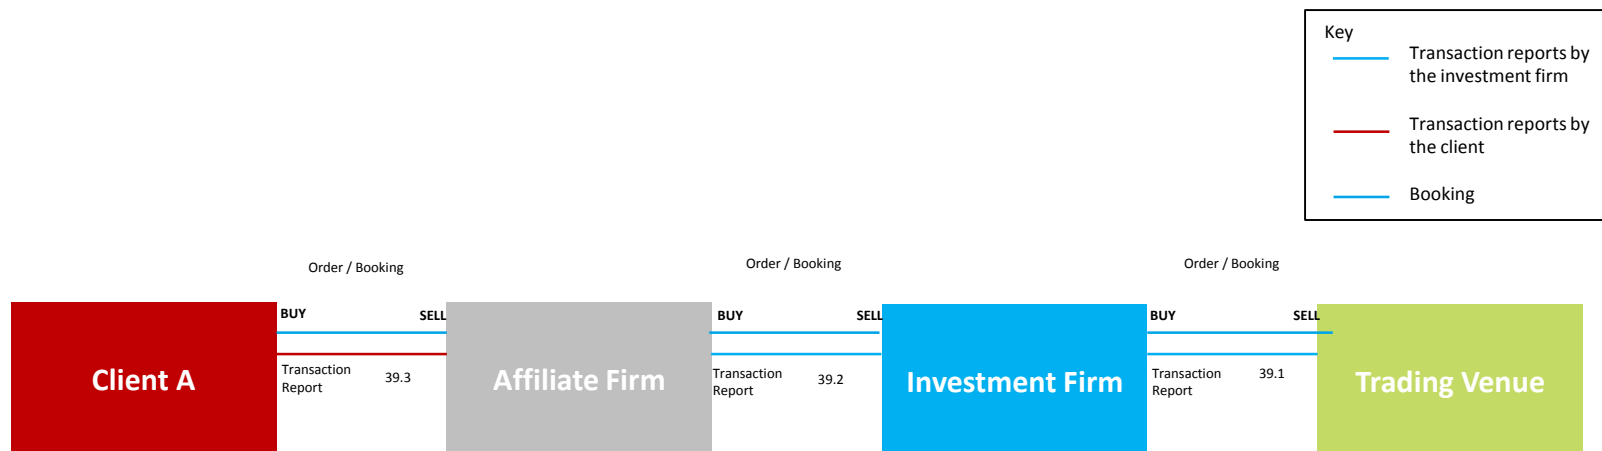 Key
Transaction reports by
the investment firm
Transaction reports by
the client
Booking
Order / Booking
Order / Booking
Order / Booking
BUY
SELL
BUY
SELL
BUY
SELL
Client A
Transaction
Report
39.3
Affiliate Firm
Transaction
Report
39.2
Investment Firm
Transaction
Report
39.1
Trading Venue